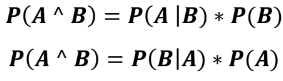 P(A ^ B) = P(A |B) * P(B)
P(A ^ B) = P(B|A) * P(A)